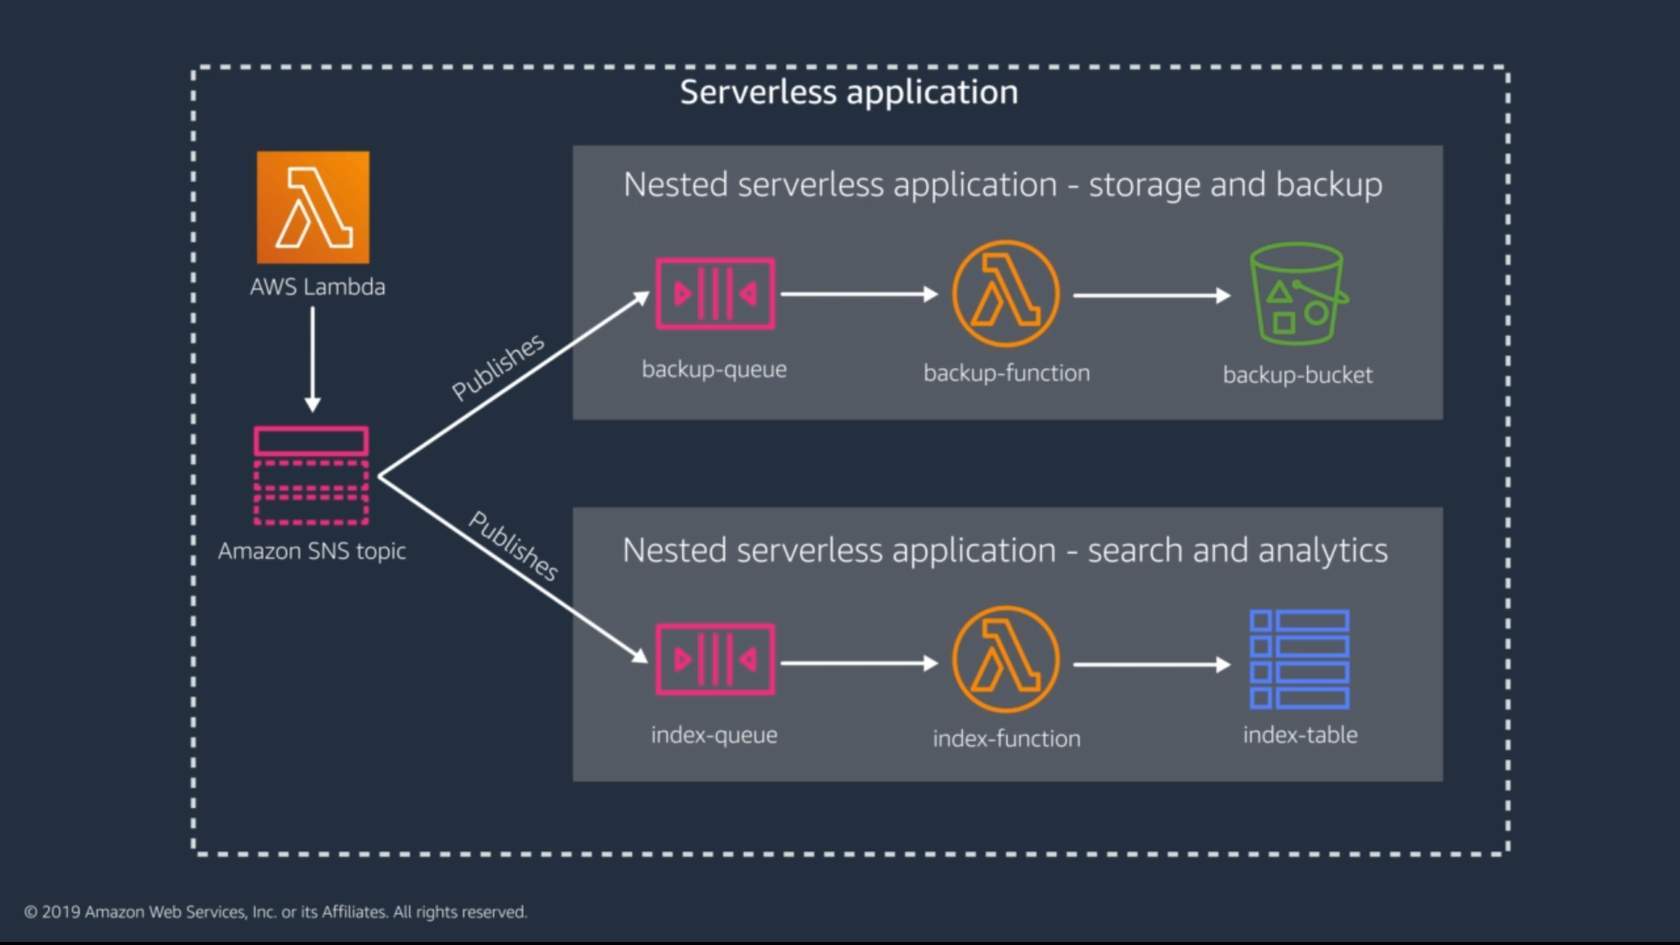 Serverless application
AWS Lambda
Amazon SNS topic
Publishes
Publishes
Nested serverless application - storage and backup
backup-queue
backup-function
backup-bucket
Nested serverless application - search and analytics
index-queue
index-function
index-table
© 2019 Amazon Web Services, Inc. or its Affiliates. All rights reserved.